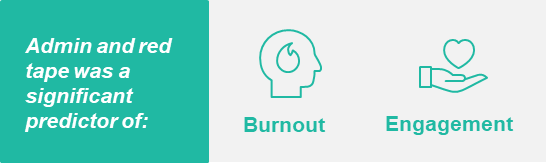 Admin and red
tape was a
significant
predictor of:
Burnout
Engagement